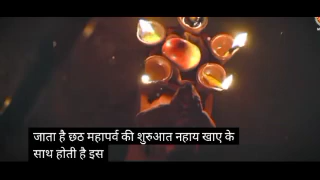 जाता है छठ महापर्व की शुरुआत नहाय खाए के
साथ होती है इस